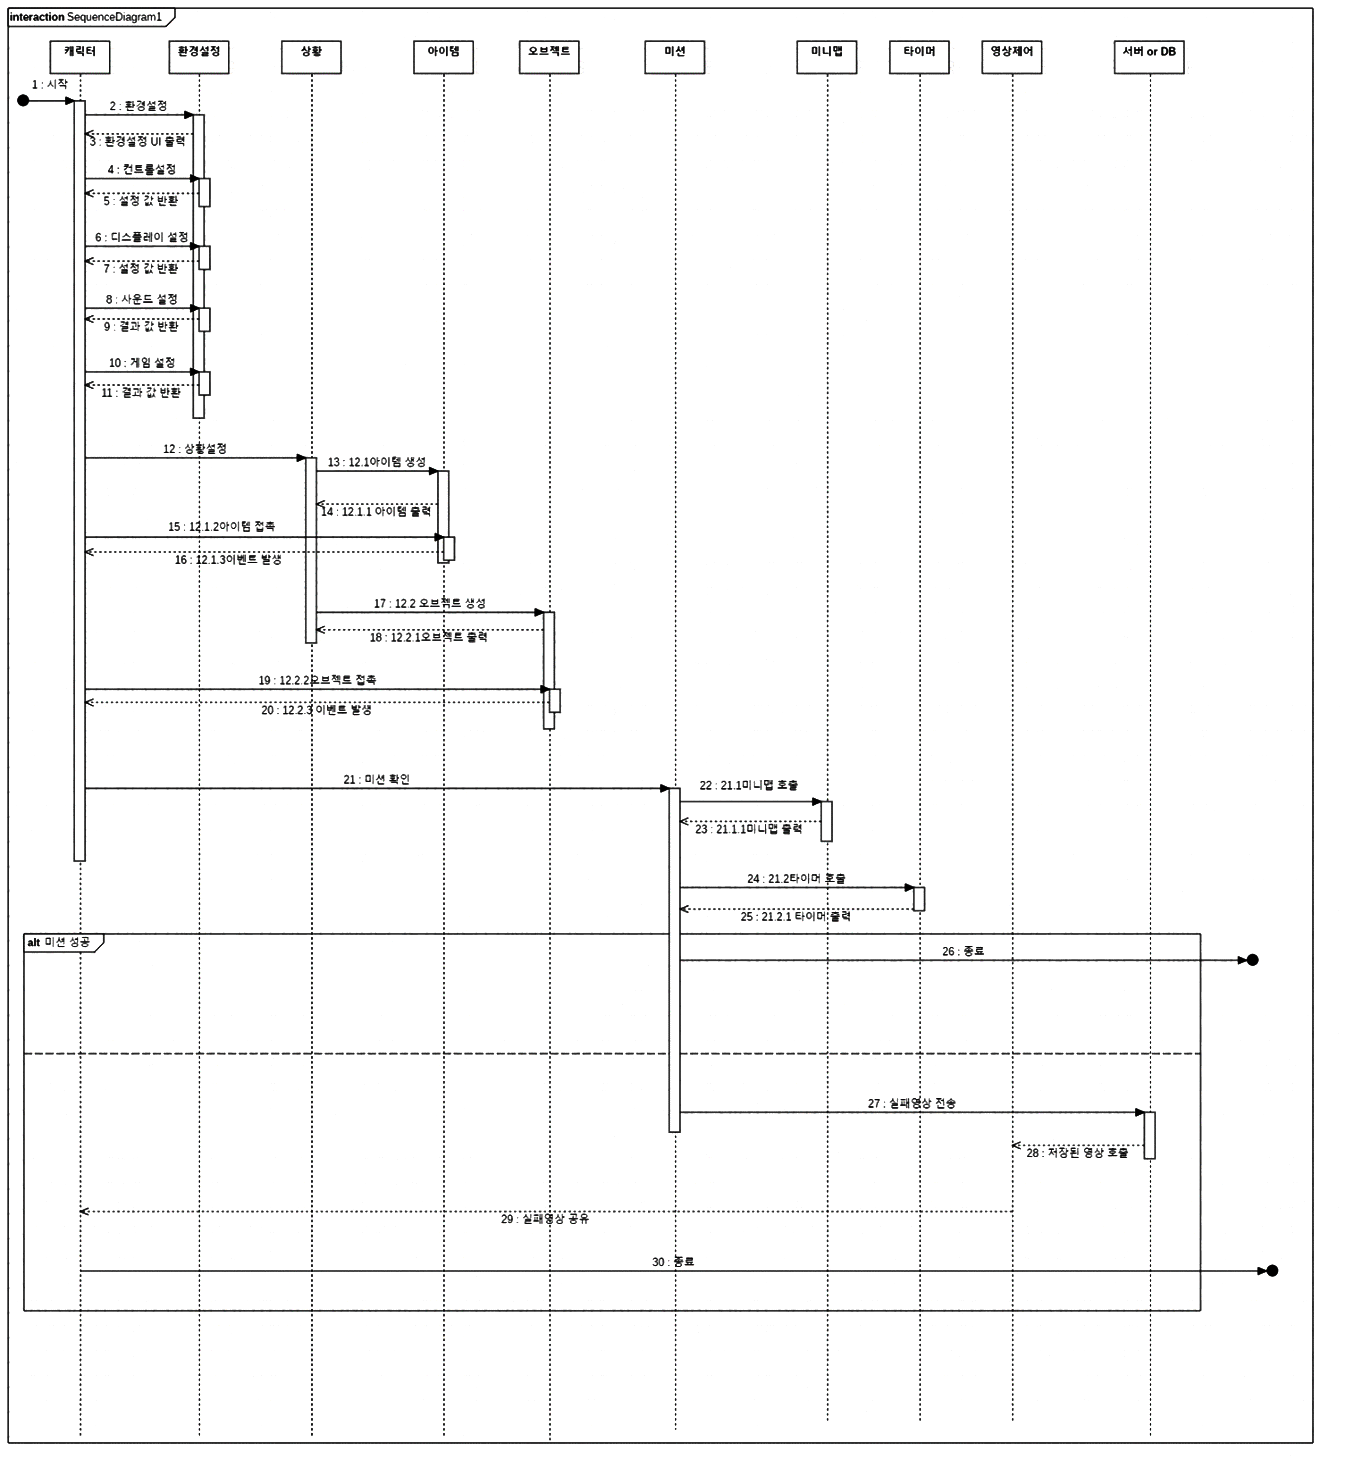 interaction SequenceDiagram1
캐릭터
환경설정
상황
아이템
오브젝트
미션
미니맵
타이머
영상제어
서버 or DB
1 : 시작
2 : 환경설정
3 : 환경설정 UI 출력
4 : 컨트롤설정
5 : 설정 값 반환
6 : 디스플레이 설정
7 : 설정 값 반환
8 : 사운드 설정
9 : 결과 값 반환
10 : 게임 설정
11 : 결과 값 반환
12 : 상황설정
13 : 12.1아이템 생성
14 : 12.1.1 아이템 출력
15 : 12.1.2아이템 접촉
16 : 12.1.3이벤트 발생
17 : 12.2 오브젝트 생성
18 : 12.2.1오브젝트 출력
19 : 12.2.2오브젝트 접촉
20 : 12.2.3 이벤트 발생
21 : 미션 확인
22 : 21.1미니맵 호출
23 : 21.1.1미니맵 출력
24 : 21.2타이머 호출
25 : 21.2.1 타이머 출력
alt 미션 성공
26 : 종료
27 : 실패영상 전송
28 : 저장된 영상 호출
29 : 실패영상 공유
30 : 종료